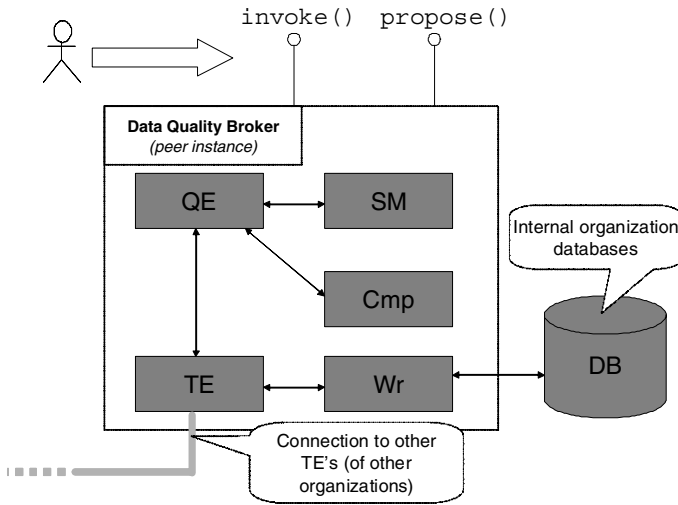 invoke() propose()
Data Quality Broker
(peer instance)
QE
SM
Internal organization
databases
Cmp
DB
TE
Wr
Connection to other
TE's (of other
organizations)